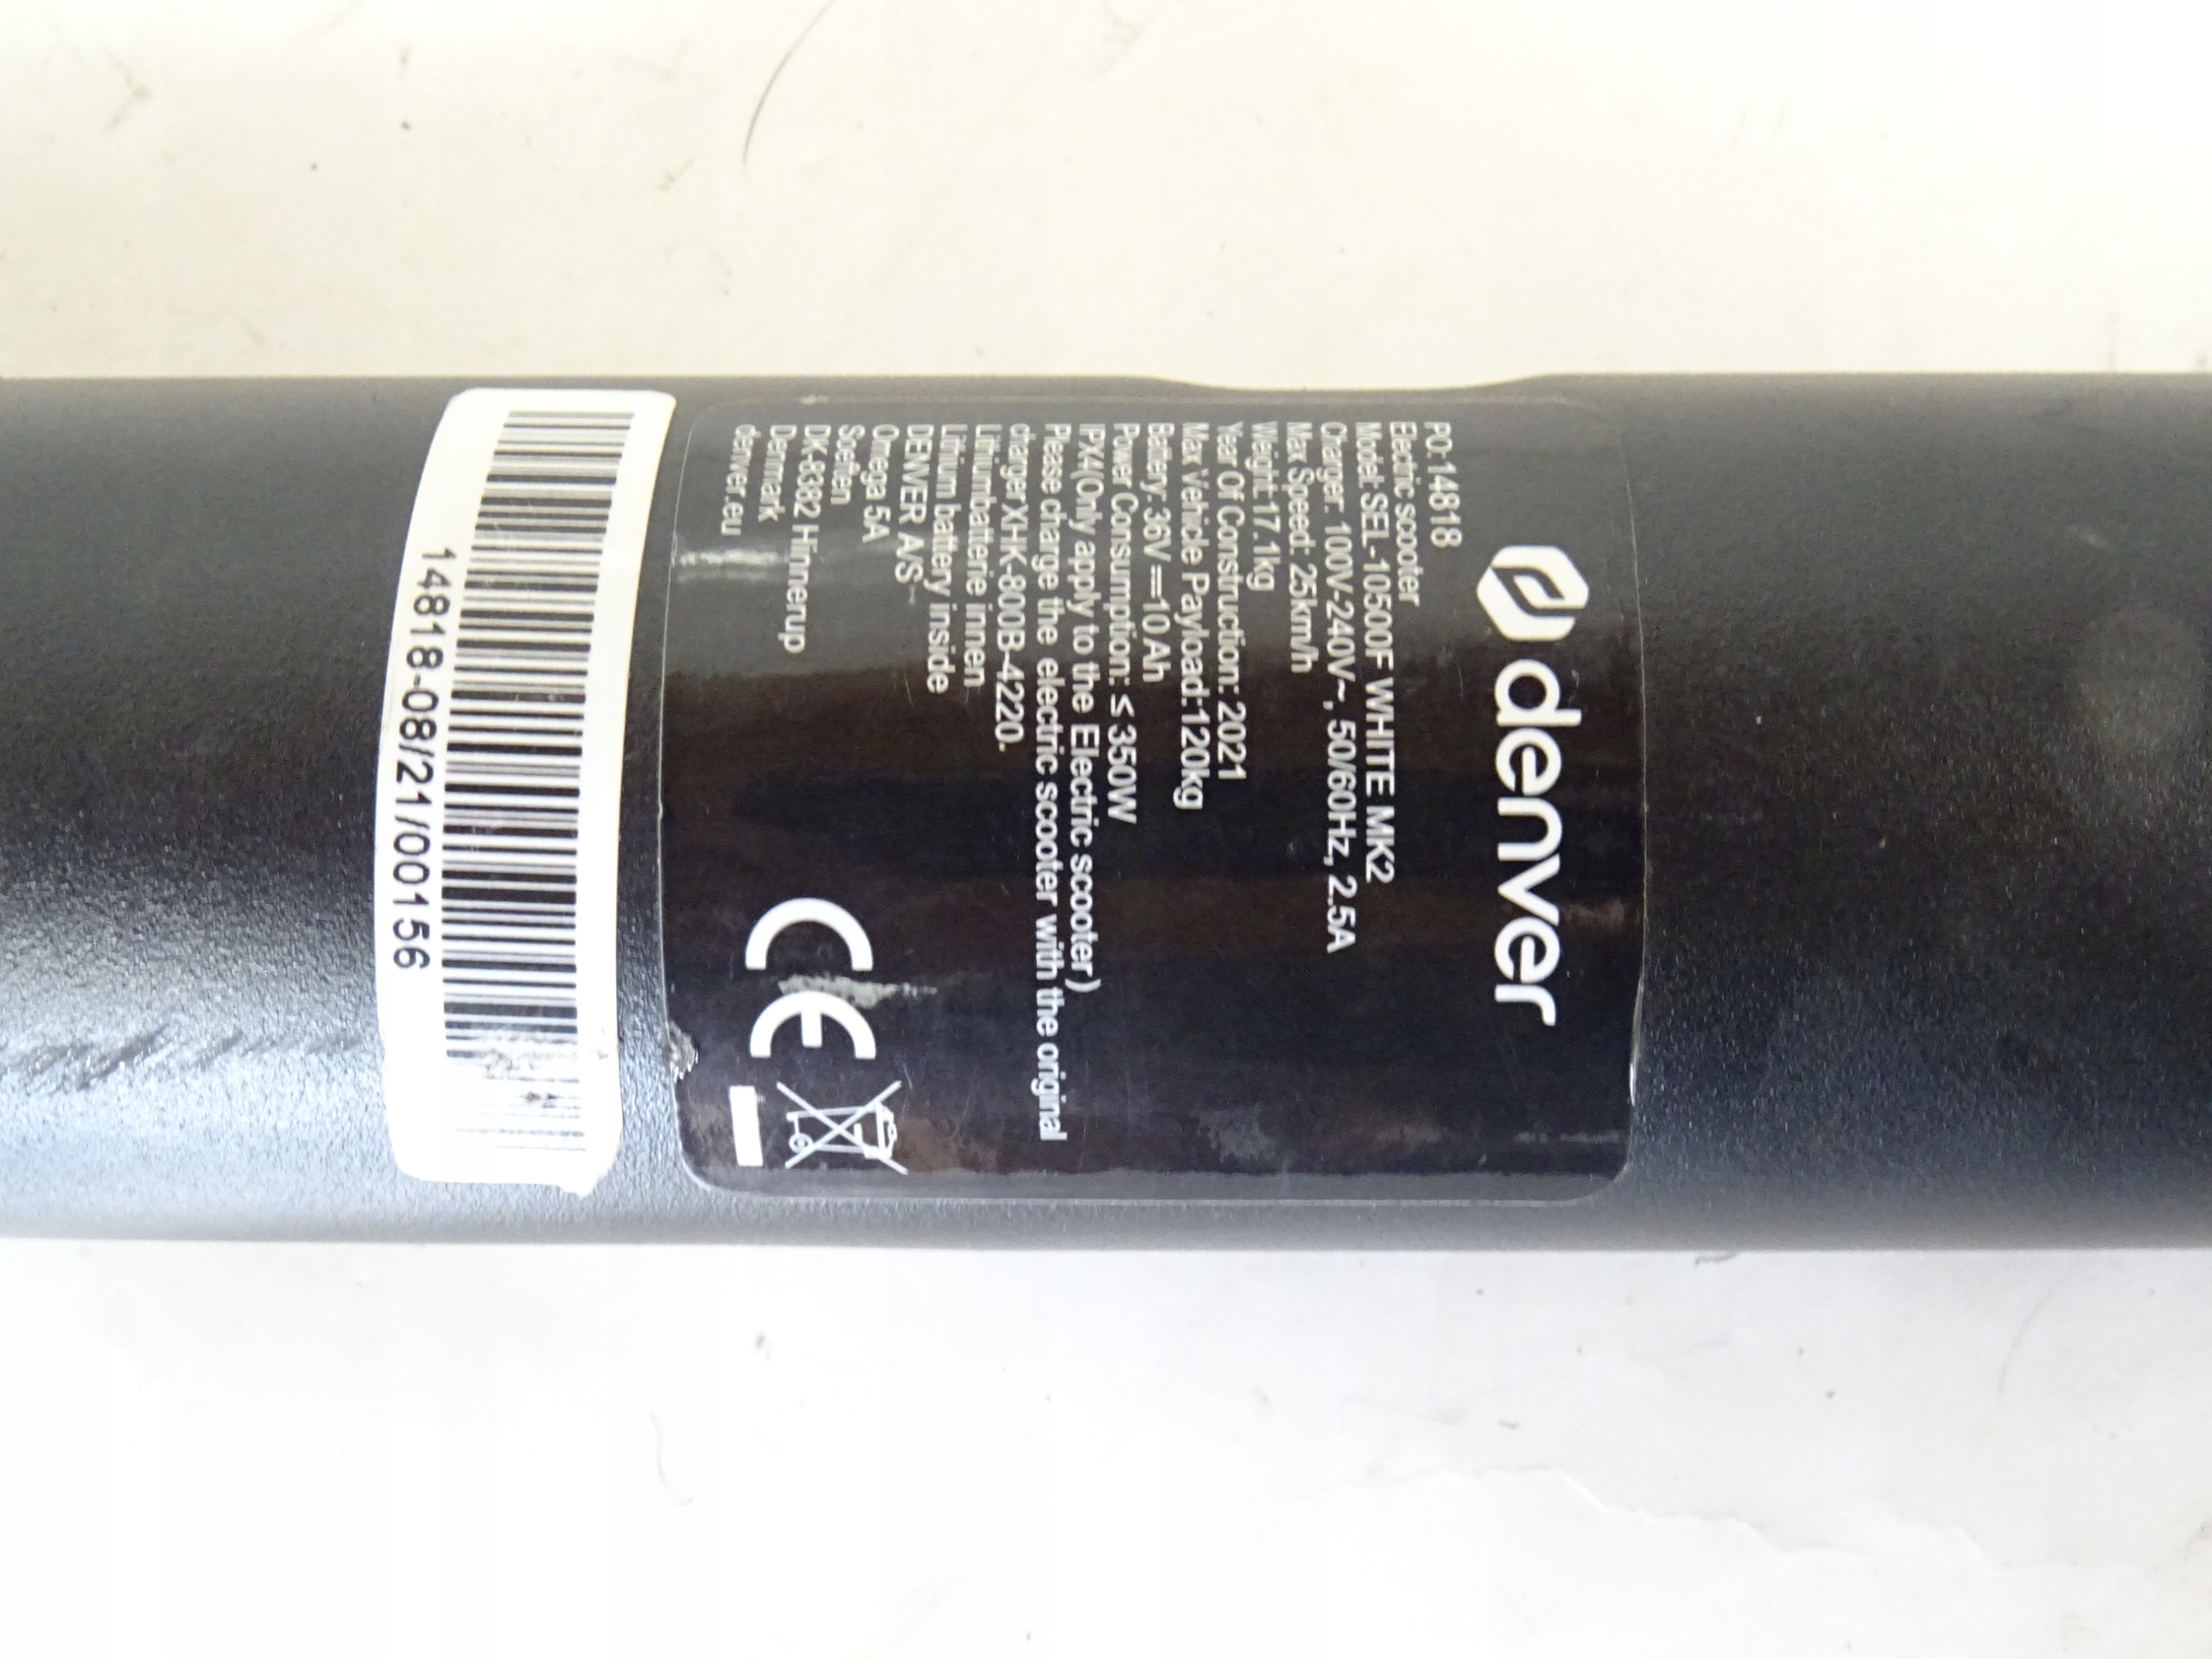 denver
PO:14818
Electric scooter
Model: SEL-10500F WHITE MK2
Charger: 100V-240V~, 50/60Hz, 2.5A
Max Speed: 25km/h
Weight:17.1kg
Year Of Construction: 2021
Max Vehicle Payload:120kg
Battery: 36V⎓10Ah
Power Consumption: ≤350W
IPX4(Only apply to the Electric scooter)
Please charge the electric scooter with the original
charger XHK-800B-4220.
Lithiumbatterie innen
Lithium battery inside
DENVER A/S
Omega 5A
Soeften
DK-8382 Hinnerup
Denmark
denver.eu
CE
14818-08/21/00156